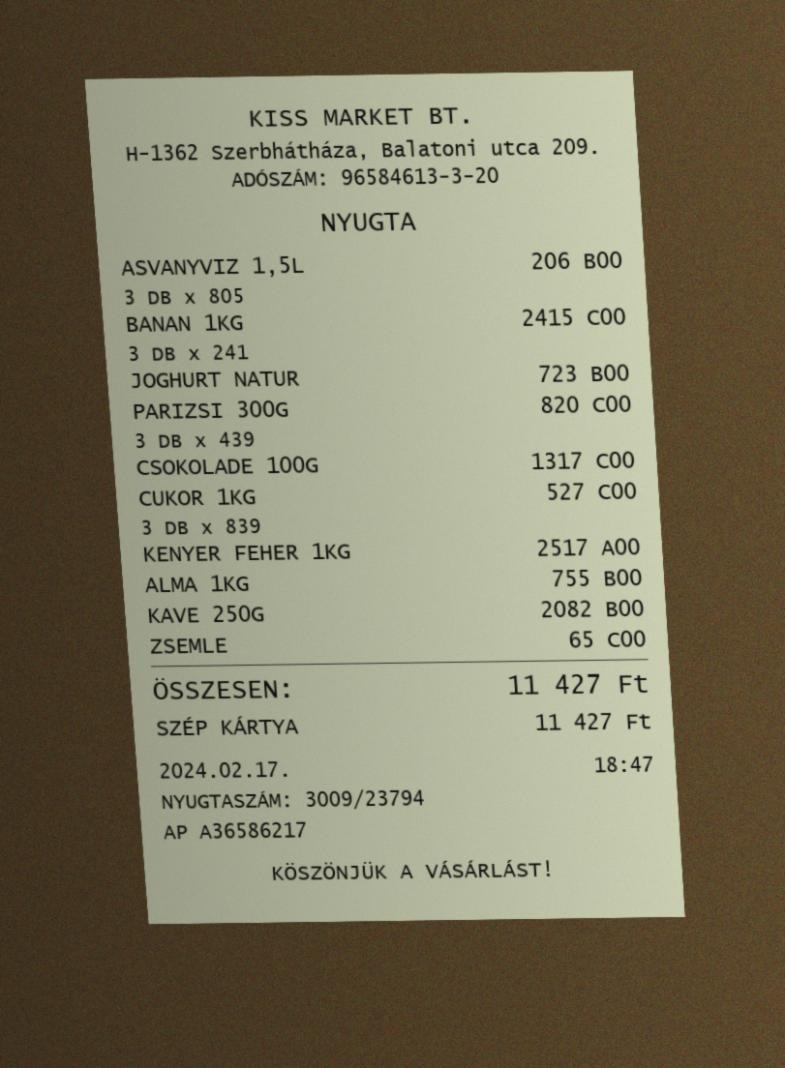 KISS MARKET BT.
H-1362 Szerbhátháza, Balatoni utca 209.
ADÓSZÁM: 96584613-3-20
NYUGTA
ASVANYVIZ 1,5L 206 B00
3 DB x 805
BANAN 1KG 2415 C00
3 DB x 241
JOGHURT NATUR 723 B00
PARIZSI 300G 820 C00
3 DB x 439
CSOKOLADE 100G 1317 C00
CUKOR 1KG 527 C00
3 DB x 839
KENYER FEHER 1KG 2517 A00
ALMA 1KG 755 B00
KAVE 250G 2082 B00
ZSEMLE 65 C00
ÖSSZESEN: 11 427 Ft
SZÉP KÁRTYA 11 427 Ft
2024.02.17. 18:47
NYUGTASZÁM: 3009/23794
AP A36586217
KÖSZÖNJÜK A VÁSÁRLÁST!